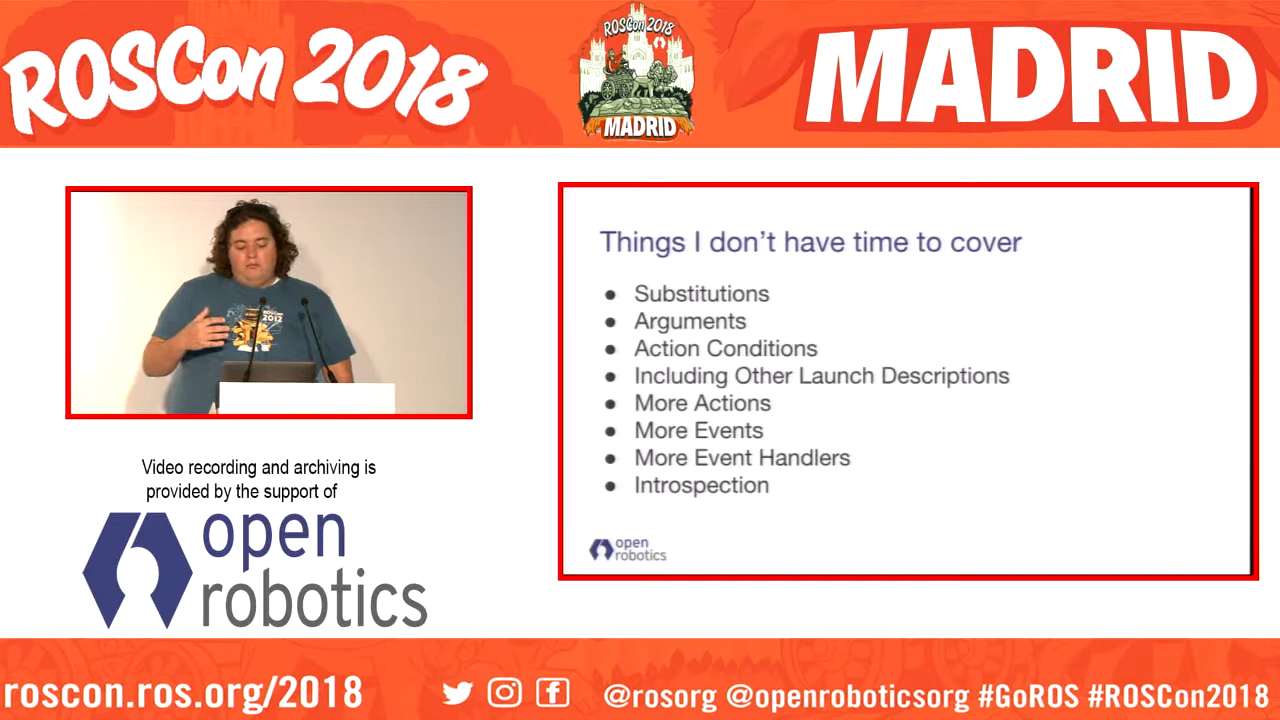 ROSCon 2018
ROSCon 2018
MADRID
MADRID
ROSCon
2012
Things I don't have time to cover
● Substitutions
● Arguments
● Action Conditions
● Including Other Launch Descriptions
● More Actions
● More Events
● More Event Handlers
● Introspection
open
robotics
Video recording and archiving is
provided by the support of
open
robotics
roscon.ros.org/2018
@rosorg @openroboticsorg #GoROS #ROSCon2018